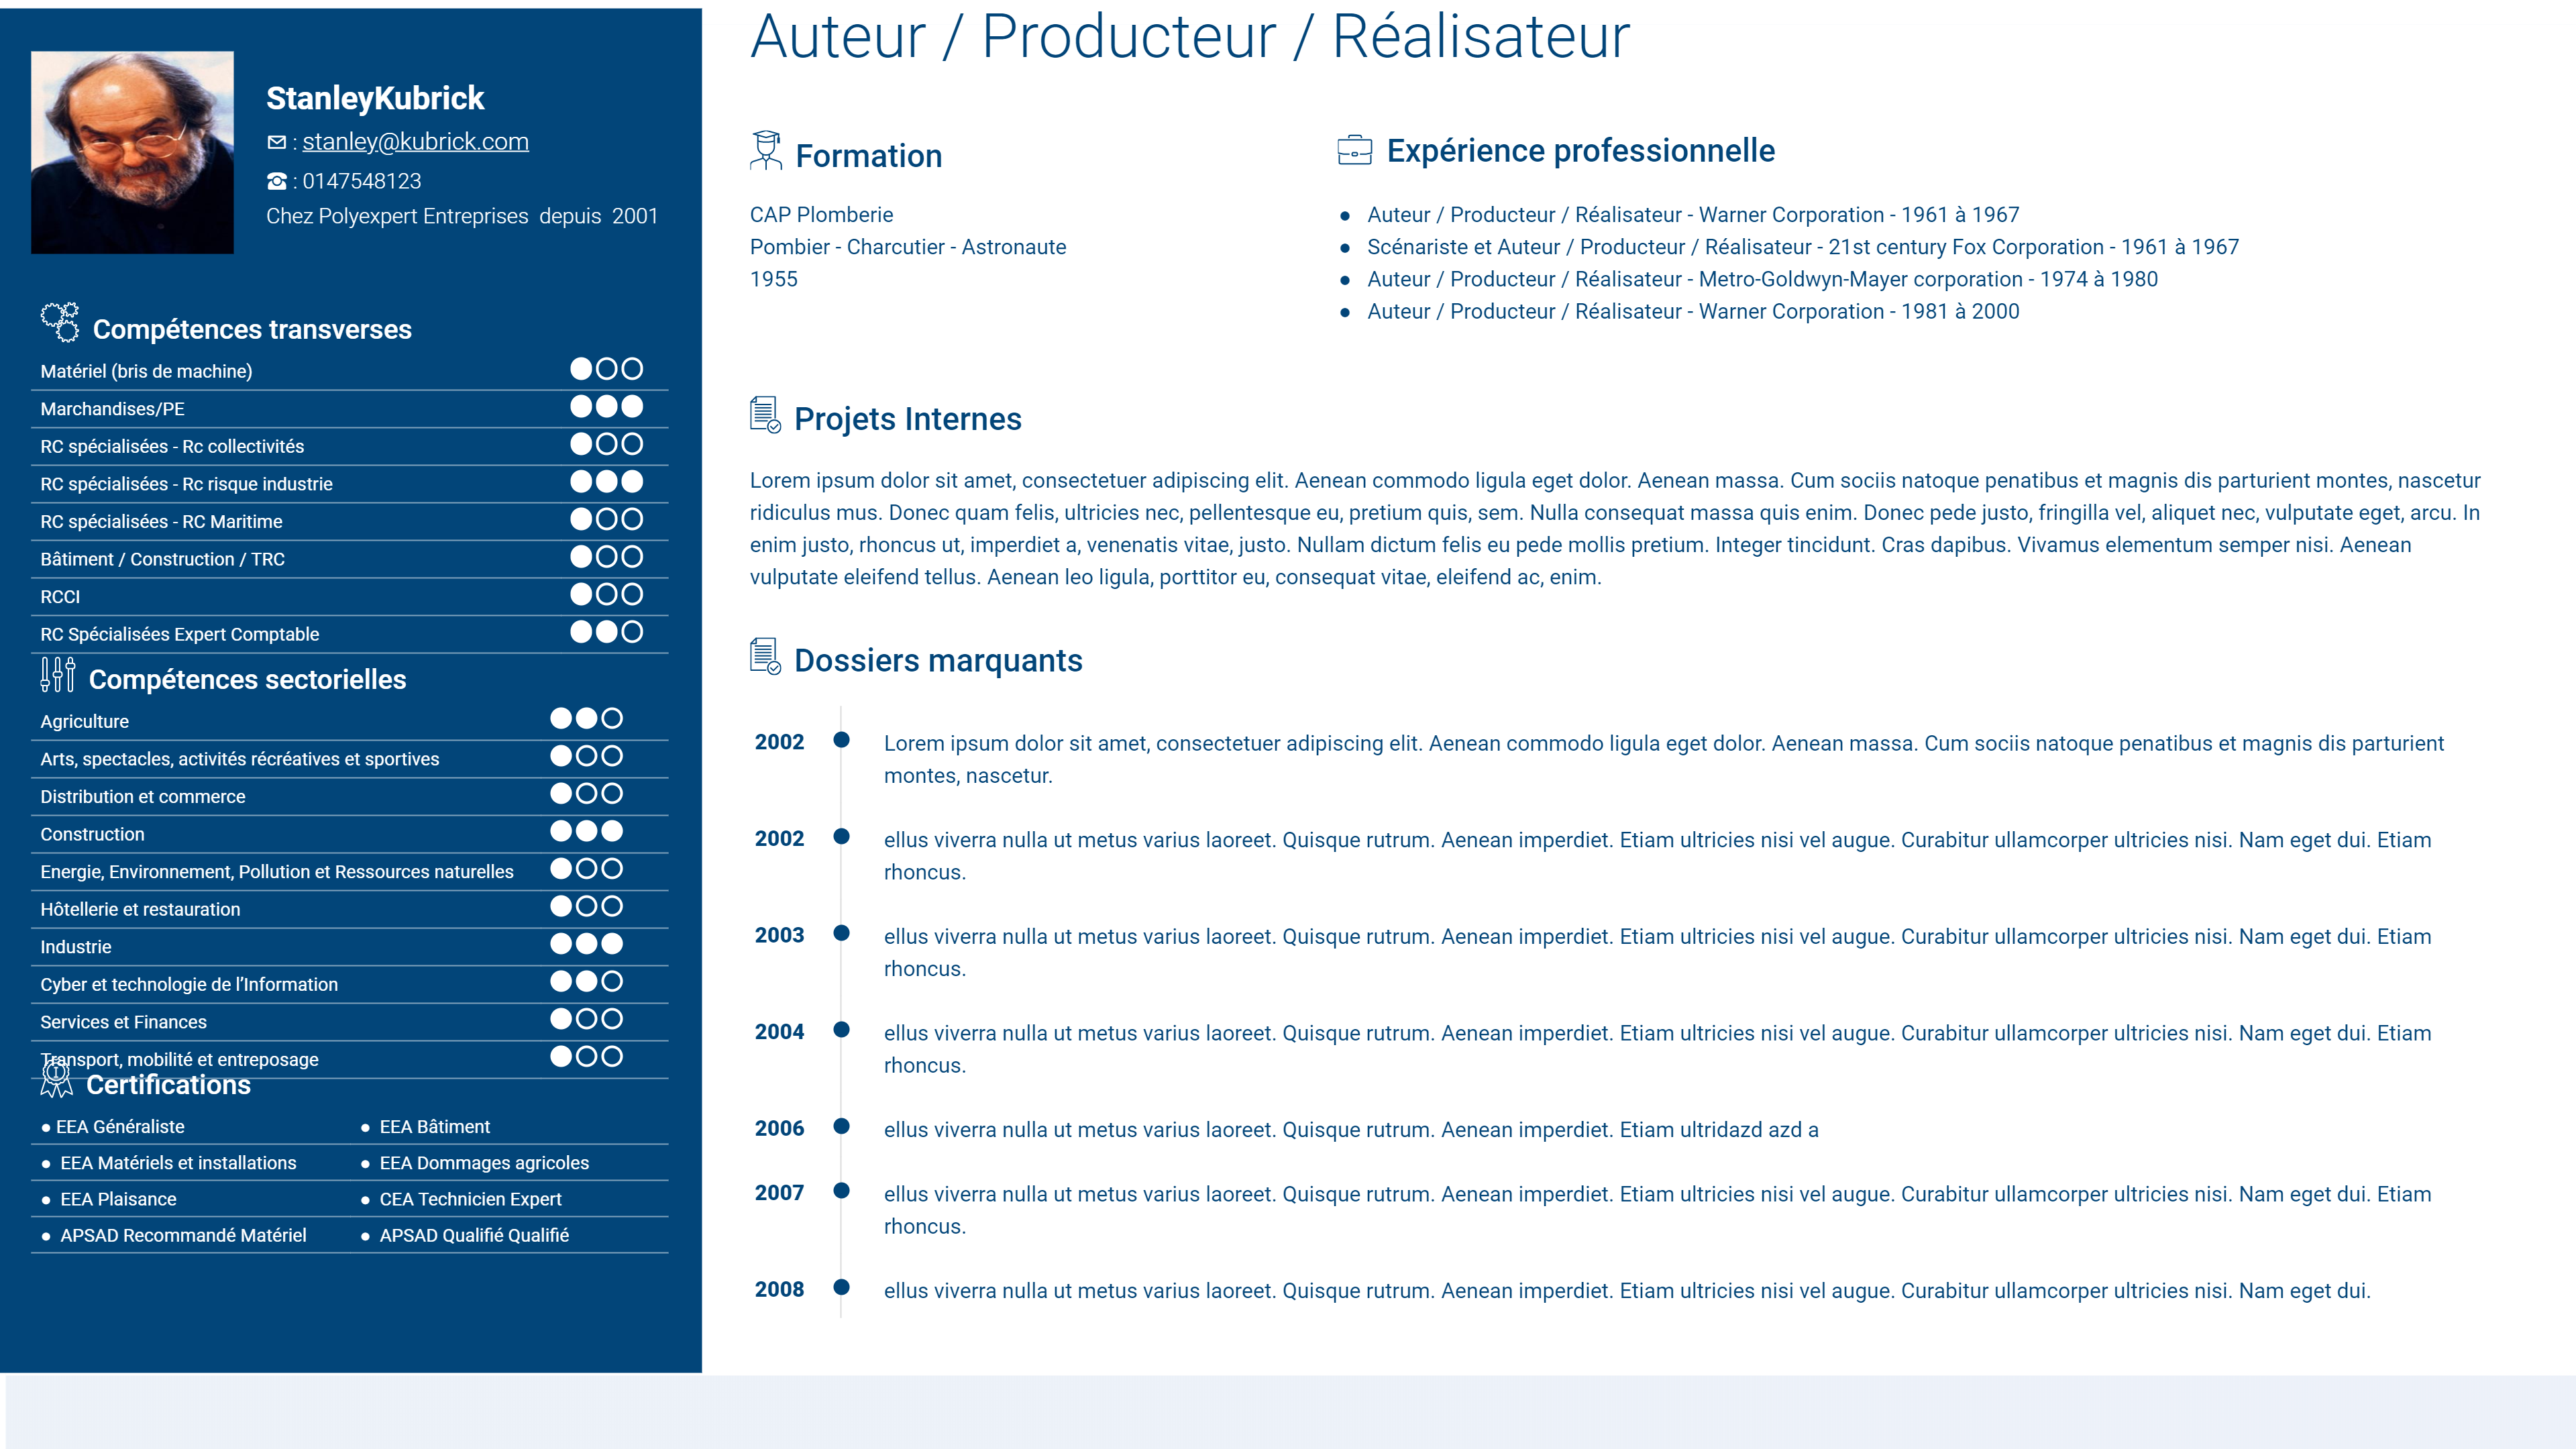 StanleyKubrick
: stanley@kubrick.com
: 0147548123
Chez Polyexpert Entreprises depuis 2001
Compétences transverses
Matériel (bris de machine)
Marchandises/PE
RC spécialisées - Rc collectivités
RC spécialisées - Rc risque industrie
RC spécialisées - RC Maritime
Bâtiment / Construction / TRC
RCCI
RC Spécialisées Expert Comptable
Compétences sectorielles
Agriculture
Arts, spectacles, activités récréatives et sportives
Distribution et commerce
Construction
Energie, Environnement, Pollution et Ressources naturelles
Hôtellerie et restauration
Industrie
Cyber et technologie de l’Information
Services et Finances
Transport, mobilité et entreposage
Certifications
● EEA Généraliste ● EEA Bâtiment
● EEA Matériels et installations ● EEA Dommages agricoles
● EEA Plaisance ● CEA Technicien Expert
● APSAD Recommandé Matériel ● APSAD Qualifié Qualifié
Auteur / Producteur / Réalisateur
Formation
CAP Plomberie
Pombier - Charcutier - Astronaute
1955
Expérience professionnelle
● Auteur / Producteur / Réalisateur - Warner Corporation - 1961 à 1967
● Scénariste et Auteur / Producteur / Réalisateur - 21st century Fox Corporation - 1961 à 1967
● Auteur / Producteur / Réalisateur - Metro-Goldwyn-Mayer corporation - 1974 à 1980
● Auteur / Producteur / Réalisateur - Warner Corporation - 1981 à 2000
Projets Internes
Lorem ipsum dolor sit amet, consectetuer adipiscing elit. Aenean commodo ligula eget dolor. Aenean massa. Cum sociis natoque penatibus et magnis dis parturient montes, nascetur
ridiculus mus. Donec quam felis, ultricies nec, pellentesque eu, pretium quis, sem. Nulla consequat massa quis enim. Donec pede justo, fringilla vel, aliquet nec, vulputate eget, arcu. In
enim justo, rhoncus ut, imperdiet a, venenatis vitae, justo. Nullam dictum felis eu pede mollis pretium. Integer tincidunt. Cras dapibus. Vivamus elementum semper nisi. Aenean
vulputate eleifend tellus. Aenean leo ligula, porttitor eu, consequat vitae, eleifend ac, enim.
Dossiers marquants
2002 Lorem ipsum dolor sit amet, consectetuer adipiscing elit. Aenean commodo ligula eget dolor. Aenean massa. Cum sociis natoque penatibus et magnis dis parturient
montes, nascetur.
2002 ellus viverra nulla ut metus varius laoreet. Quisque rutrum. Aenean imperdiet. Etiam ultricies nisi vel augue. Curabitur ullamcorper ultricies nisi. Nam eget dui. Etiam
rhoncus.
2003 ellus viverra nulla ut metus varius laoreet. Quisque rutrum. Aenean imperdiet. Etiam ultricies nisi vel augue. Curabitur ullamcorper ultricies nisi. Nam eget dui. Etiam
rhoncus.
2004 ellus viverra nulla ut metus varius laoreet. Quisque rutrum. Aenean imperdiet. Etiam ultricies nisi vel augue. Curabitur ullamcorper ultricies nisi. Nam eget dui. Etiam
rhoncus.
2006 ellus viverra nulla ut metus varius laoreet. Quisque rutrum. Aenean imperdiet. Etiam ultridazd azd a
2007 ellus viverra nulla ut metus varius laoreet. Quisque rutrum. Aenean imperdiet. Etiam ultricies nisi vel augue. Curabitur ullamcorper ultricies nisi. Nam eget dui. Etiam
rhoncus.
2008 ellus viverra nulla ut metus varius laoreet. Quisque rutrum. Aenean imperdiet. Etiam ultricies nisi vel augue. Curabitur ullamcorper ultricies nisi. Nam eget dui.